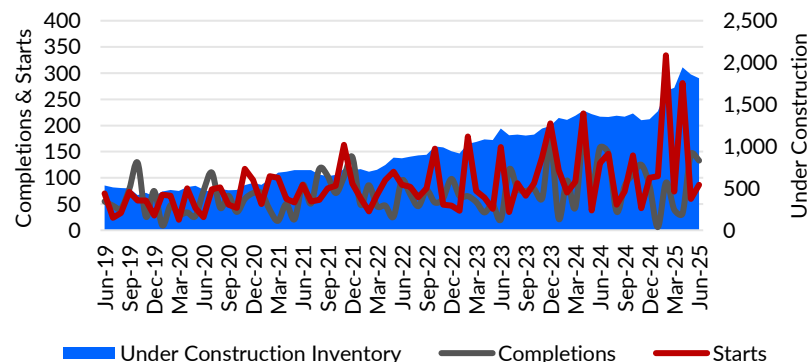 Completions & Starts
400
350
300
250
200
150
100
50
0
2,500
2,000
1,500
1,000
500
0
Under Construction
Jun-19
Sep-19
Dec-19
Mar-20
Jun-20
Sep-20
Dec-20
Mar-21
Jun-21
Sep-21
Dec-21
Mar-22
Jun-22
Sep-22
Dec-22
Mar-23
Jun-23
Sep-23
Dec-23
Mar-24
Jun-24
Sep-24
Dec-24
Mar-25
Jun-25
Under Construction Inventory
Completions
Starts